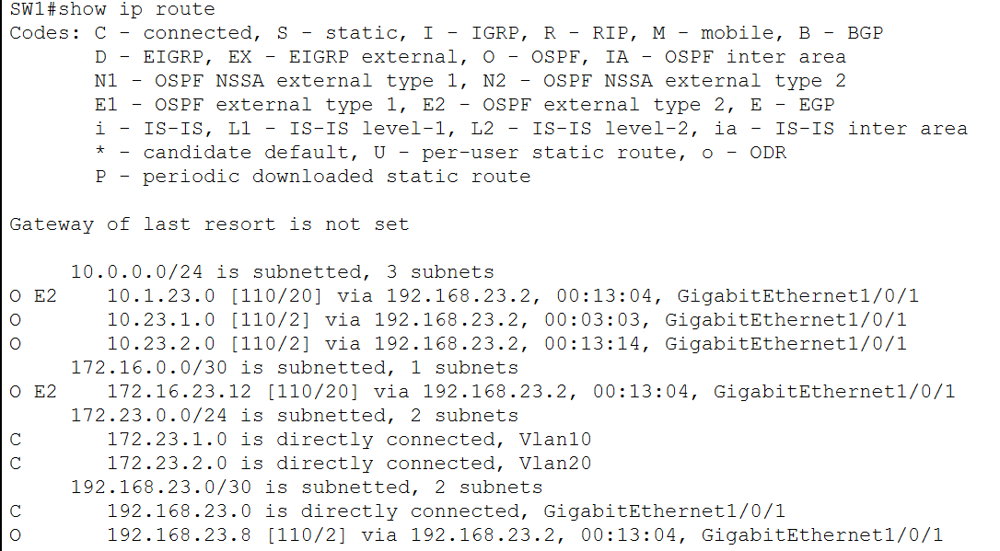 SW1#show ip route
Codes: C - connected, S - static, I - IGRP, R - RIP, M - mobile, B - BGP
       D - EIGRP, EX - EIGRP external, O - OSPF, IA - OSPF inter area
       N1 - OSPF NSSA external type 1, N2 - OSPF NSSA external type 2
       E1 - OSPF external type 1, E2 - OSPF external type 2, E - EGP
       i - IS-IS, L1 - IS-IS level-1, L2 - IS-IS level-2, ia - IS-IS inter area
       * - candidate default, U - per-user static route, o - ODR
       P - periodic downloaded static route

Gateway of last resort is not set

     10.0.0.0/24 is subnetted, 3 subnets
O E2    10.1.23.0 [110/20] via 192.168.23.2, 00:13:04, GigabitEthernet1/0/1
O       10.23.1.0 [110/2] via 192.168.23.2, 00:03:03, GigabitEthernet1/0/1
O       10.23.2.0 [110/2] via 192.168.23.2, 00:13:14, GigabitEthernet1/0/1
     172.16.0.0/30 is subnetted, 1 subnets
O E2    172.16.23.12 [110/20] via 192.168.23.2, 00:13:04, GigabitEthernet1/0/1
     172.23.0.0/24 is subnetted, 2 subnets
C       172.23.1.0 is directly connected, Vlan10
C       172.23.2.0 is directly connected, Vlan20
     192.168.23.0/30 is subnetted, 2 subnets
C       192.168.23.0 is directly connected, GigabitEthernet1/0/1
O       192.168.23.8 [110/2] via 192.168.23.2, 00:13:04, GigabitEthernet1/0/1